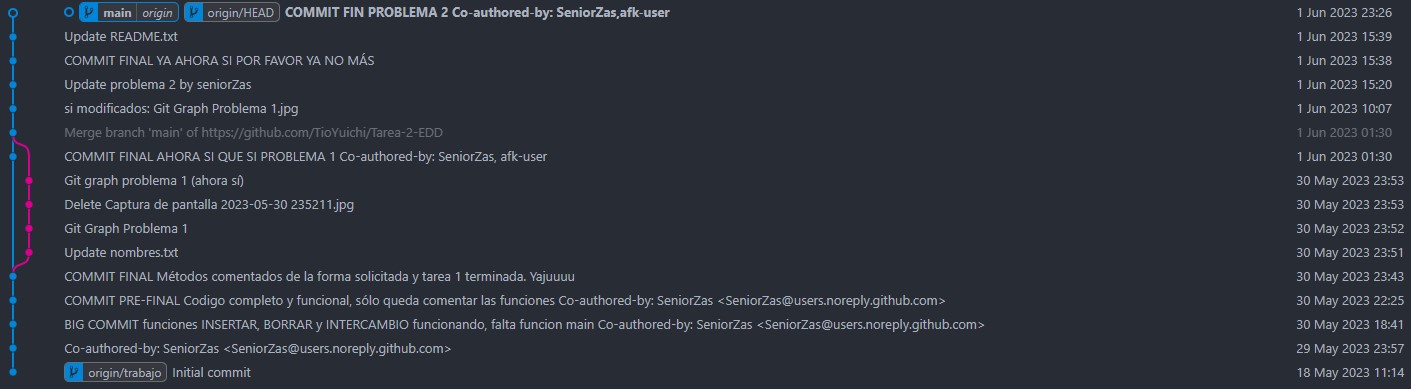 main origin origin/HEAD COMMIT FIN PROBLEMA 2 Co-authored-by: SeniorZas,afk-user 1 Jun 2023 23:26
Update README.txt 1 Jun 2023 15:39
COMMIT FINAL YA AHORA SI POR FAVOR YA NO MÁS 1 Jun 2023 15:38
Update problema 2 by seniorZas 1 Jun 2023 15:20
si modificados: Git Graph Problema 1.jpg 1 Jun 2023 10:07
Merge branch 'main' of https://github.com/TioYuichi/Tarea-2-EDD 1 Jun 2023 01:30
COMMIT FINAL AHORA SI QUE SI PROBLEMA 1 Co-authored-by: SeniorZas, afk-user 1 Jun 2023 01:30
Git graph problema 1 (ahora sí) 30 May 2023 23:53
Delete Captura de pantalla 2023-05-30 235211.jpg 30 May 2023 23:53
Git Graph Problema 1 30 May 2023 23:52
Update nombres.txt 30 May 2023 23:51
COMMIT FINAL Métodos comentados de la forma solicitada y tarea 1 terminada. Yajuuuu 30 May 2023 23:43
COMMIT PRE-FINAL Codigo completo y funcional, sólo queda comentar las funciones Co-authored-by: SeniorZas <SeniorZas@users.noreply.github.com> 30 May 2023 22:25
BIG COMMIT funciones INSERTAR, BORRAR y INTERCAMBIO funcionando, falta funcion main Co-authored-by: SeniorZas <SeniorZas@users.noreply.github.com> 30 May 2023 18:41
Co-authored-by: SeniorZas <SeniorZas@users.noreply.github.com> 29 May 2023 23:57
origin/trabajo Initial commit 18 May 2023 11:14